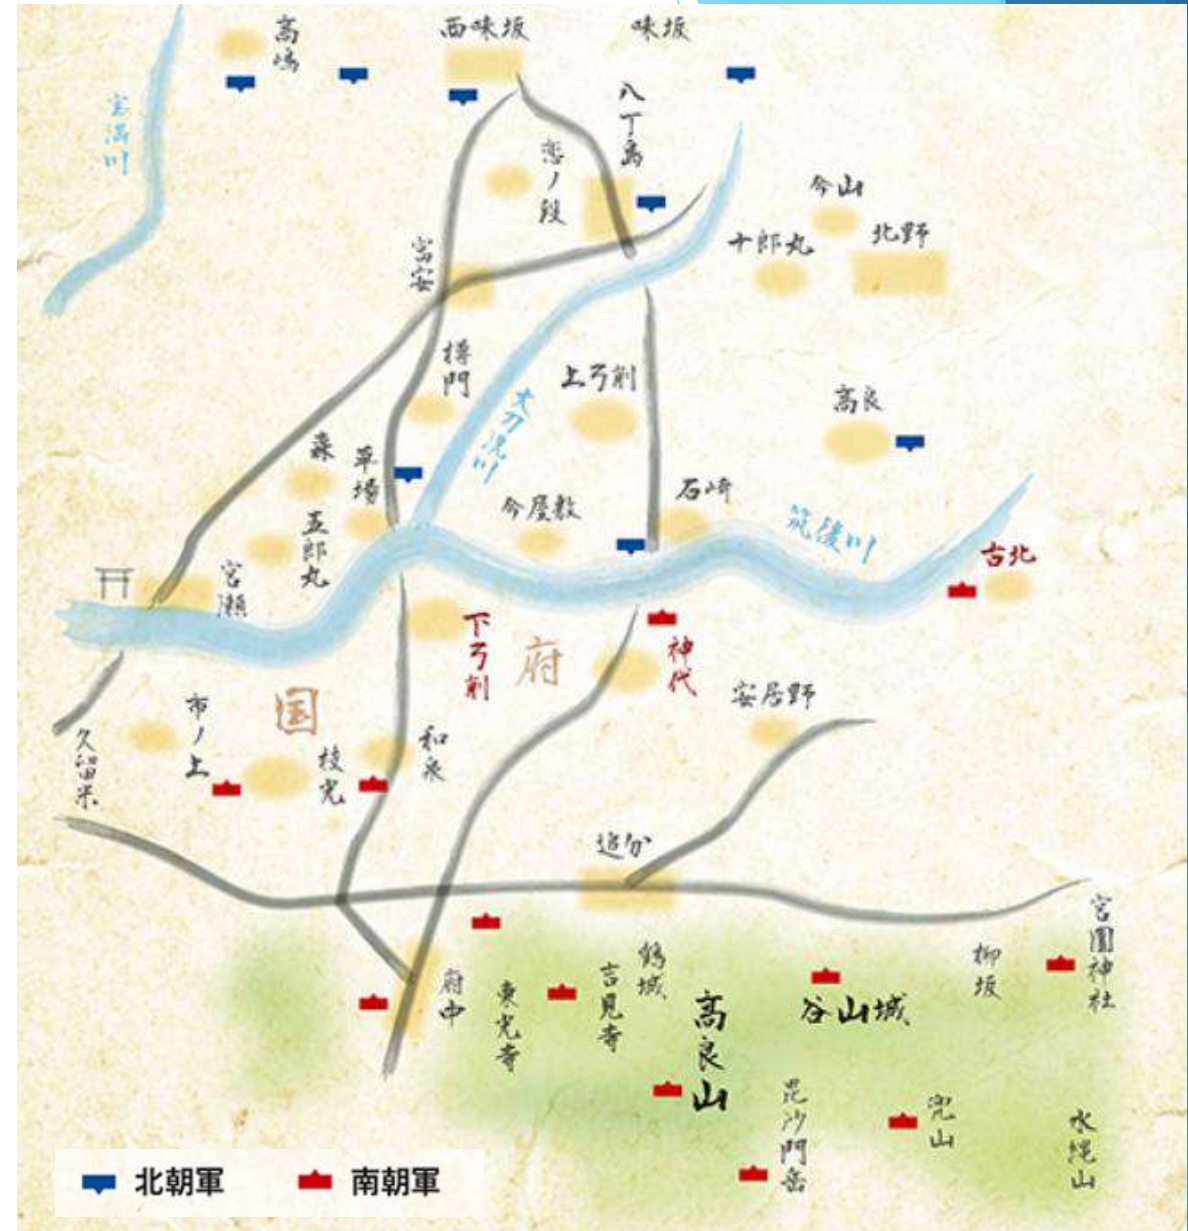 高嶋
西味坂
味坂
宝満川
八丁島
恋ノ段
今山
十郎丸
北野
富安
樽門
上弓削
高良
大刀洗川
森
草場
今屋敷
石崎
筑後川
五郎丸
古北
宮瀬
下弓削
府
神代
安居野
国
市ノ上
枝光
和泉
久留米
追分
宮園神社
柳坂
鶴城
吉見寺
東光寺
府中
高良山
谷山城
毘沙門岳
兜山
水縄山
北朝軍
南朝軍